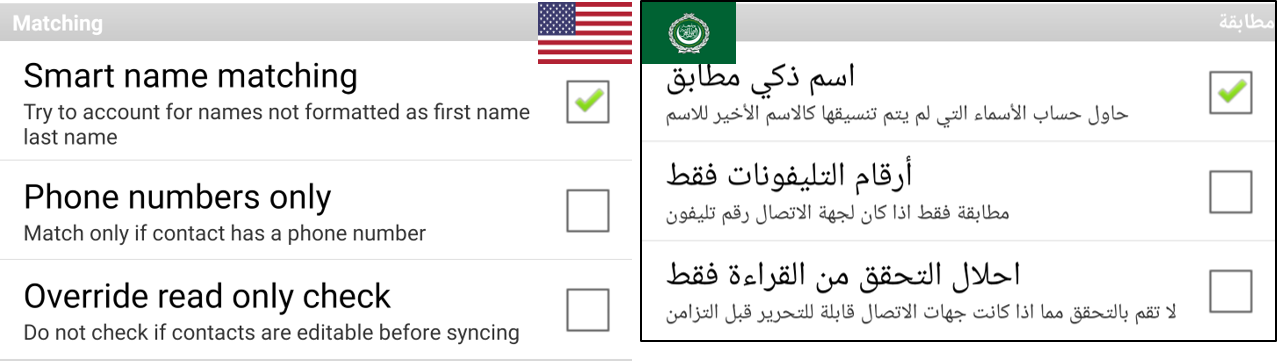 Matching
Smart name matching
Try to account for names not formatted as first name
last name
Phone numbers only
Match only if contact has a phone number
Override read only check
Do not check if contacts are editable before syncing
مطابقة
اسم ذكي مطابق
حاول حساب الأسماء التي لم يتم تنسيقها كالاسم الأخير للاسم
أرقام التليفونات فقط
مطابقة فقط اذا كان لجهة الاتصال رقم تليفون
احلال التحقق من القراءة فقط
لا تقم بالتحقق مما اذا كانت جهات الاتصال قابلة للتحرير قبل التزامن